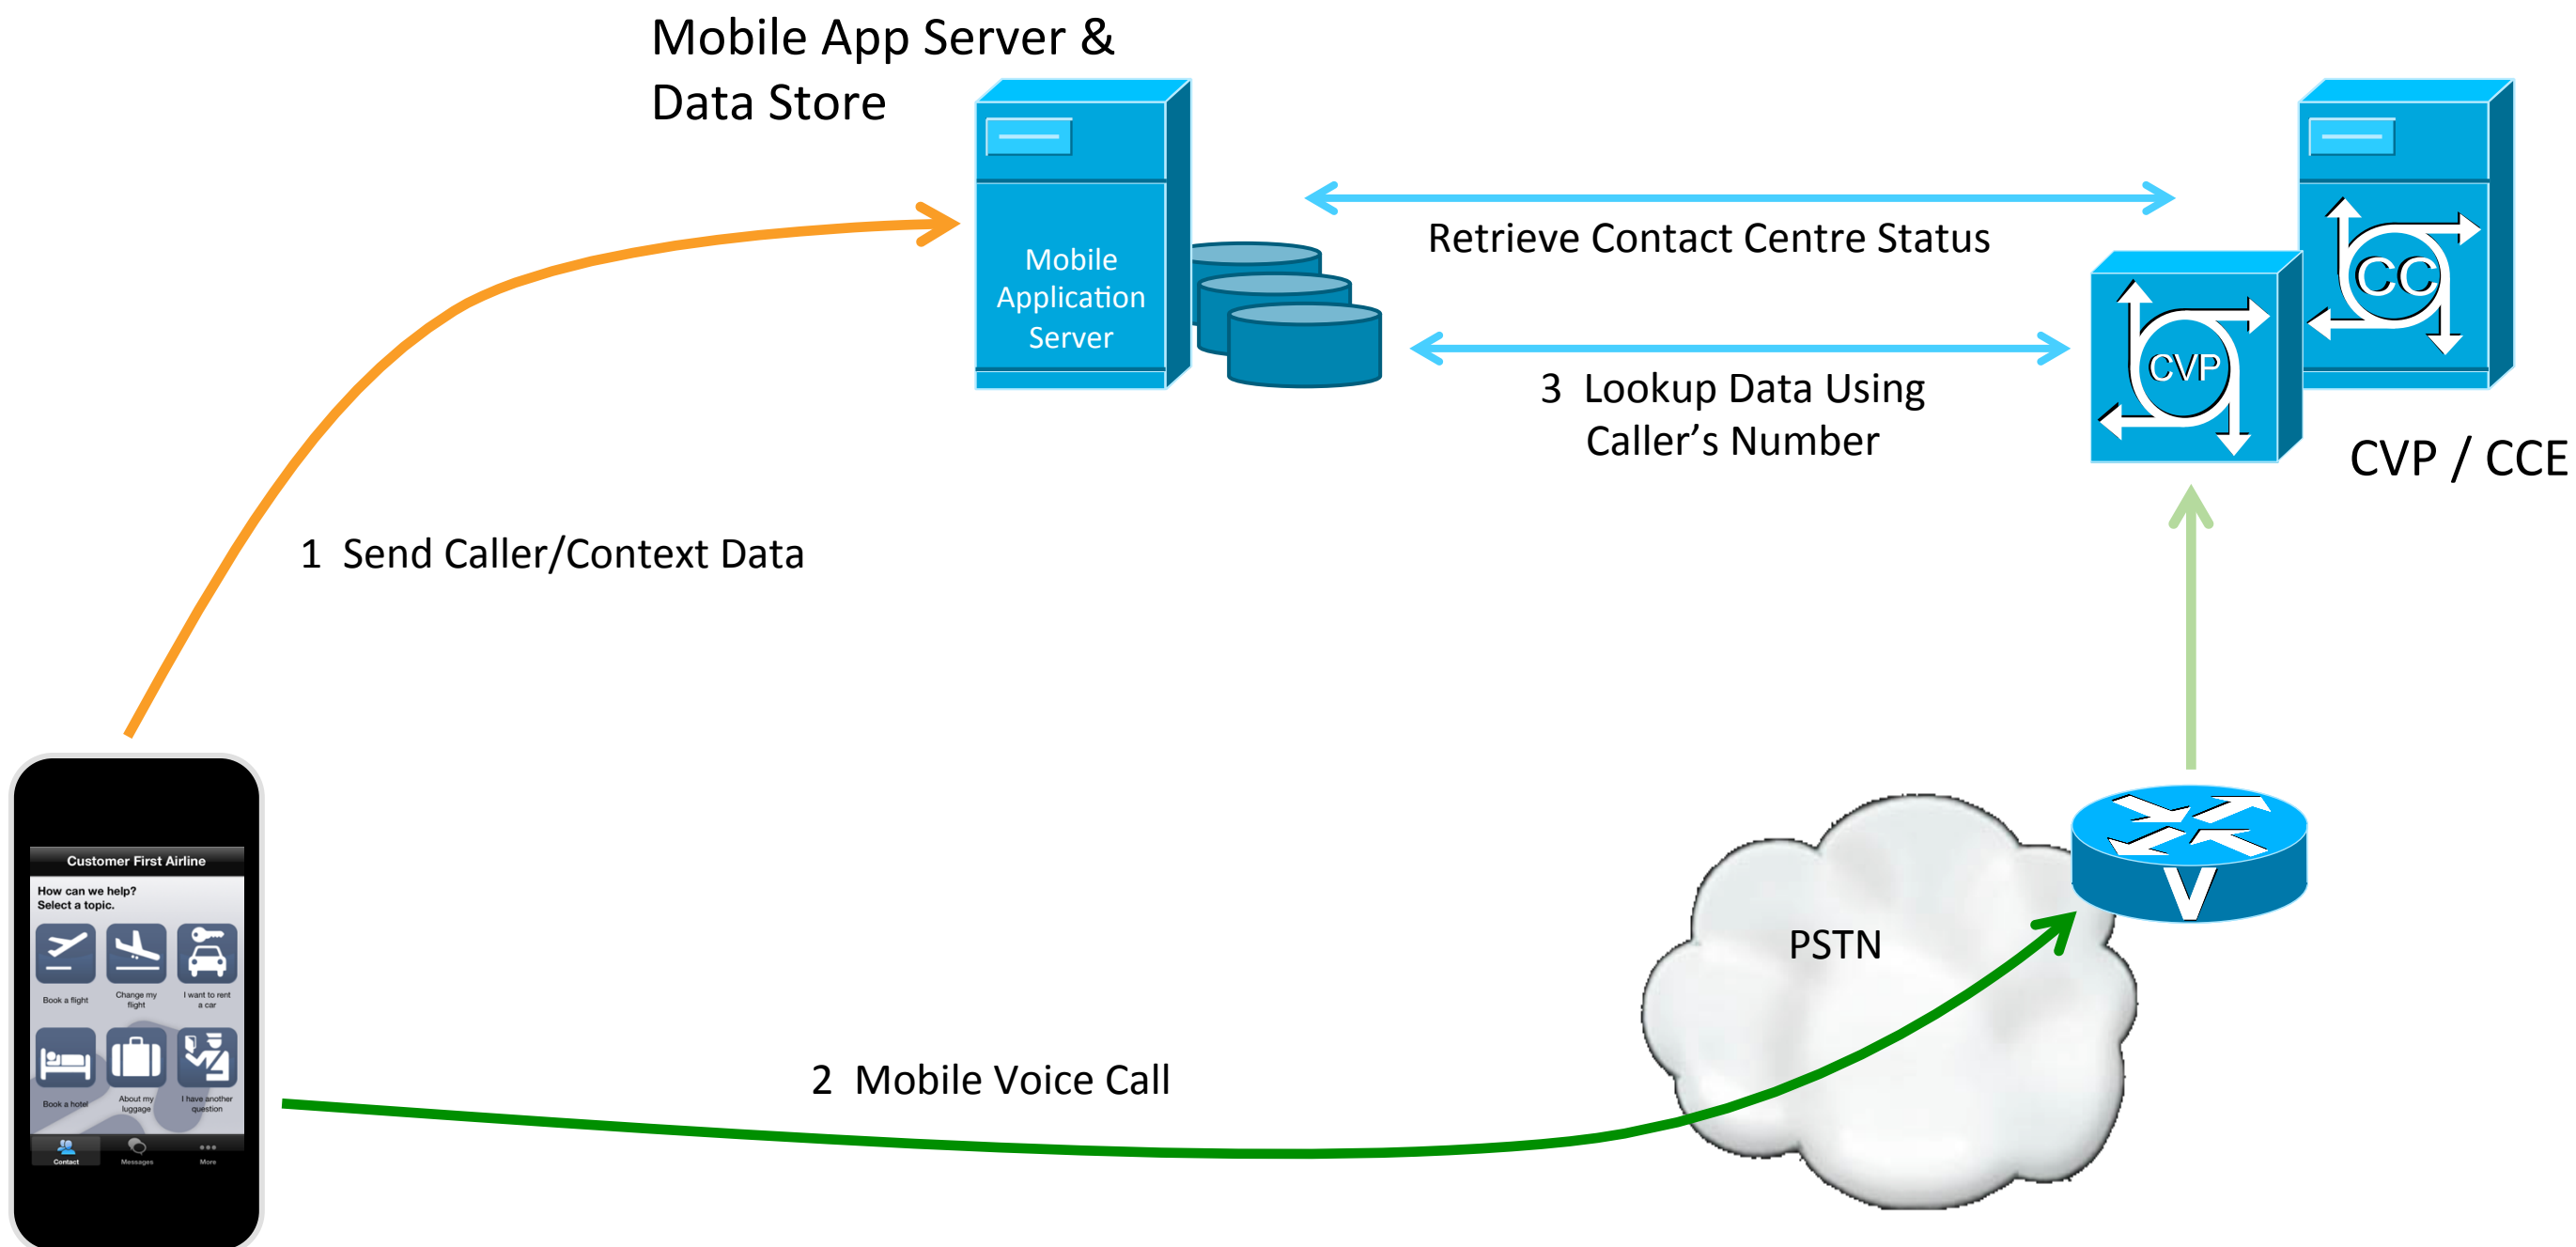 Mobile App Server &
Data Store
Mobile
Application
Server
Retrieve Contact Centre Status
3 Lookup Data Using
Caller’s Number
CC
CVP
CVP / CCE
1 Send Caller/Context Data
Customer First Airline
How can we help?
Select a topic.
Book a flight
Change my
flight
I want to rent
a car
Book a hotel
About my
luggage
I have another
question
Contact
Messages
More
2 Mobile Voice Call
PSTN
V